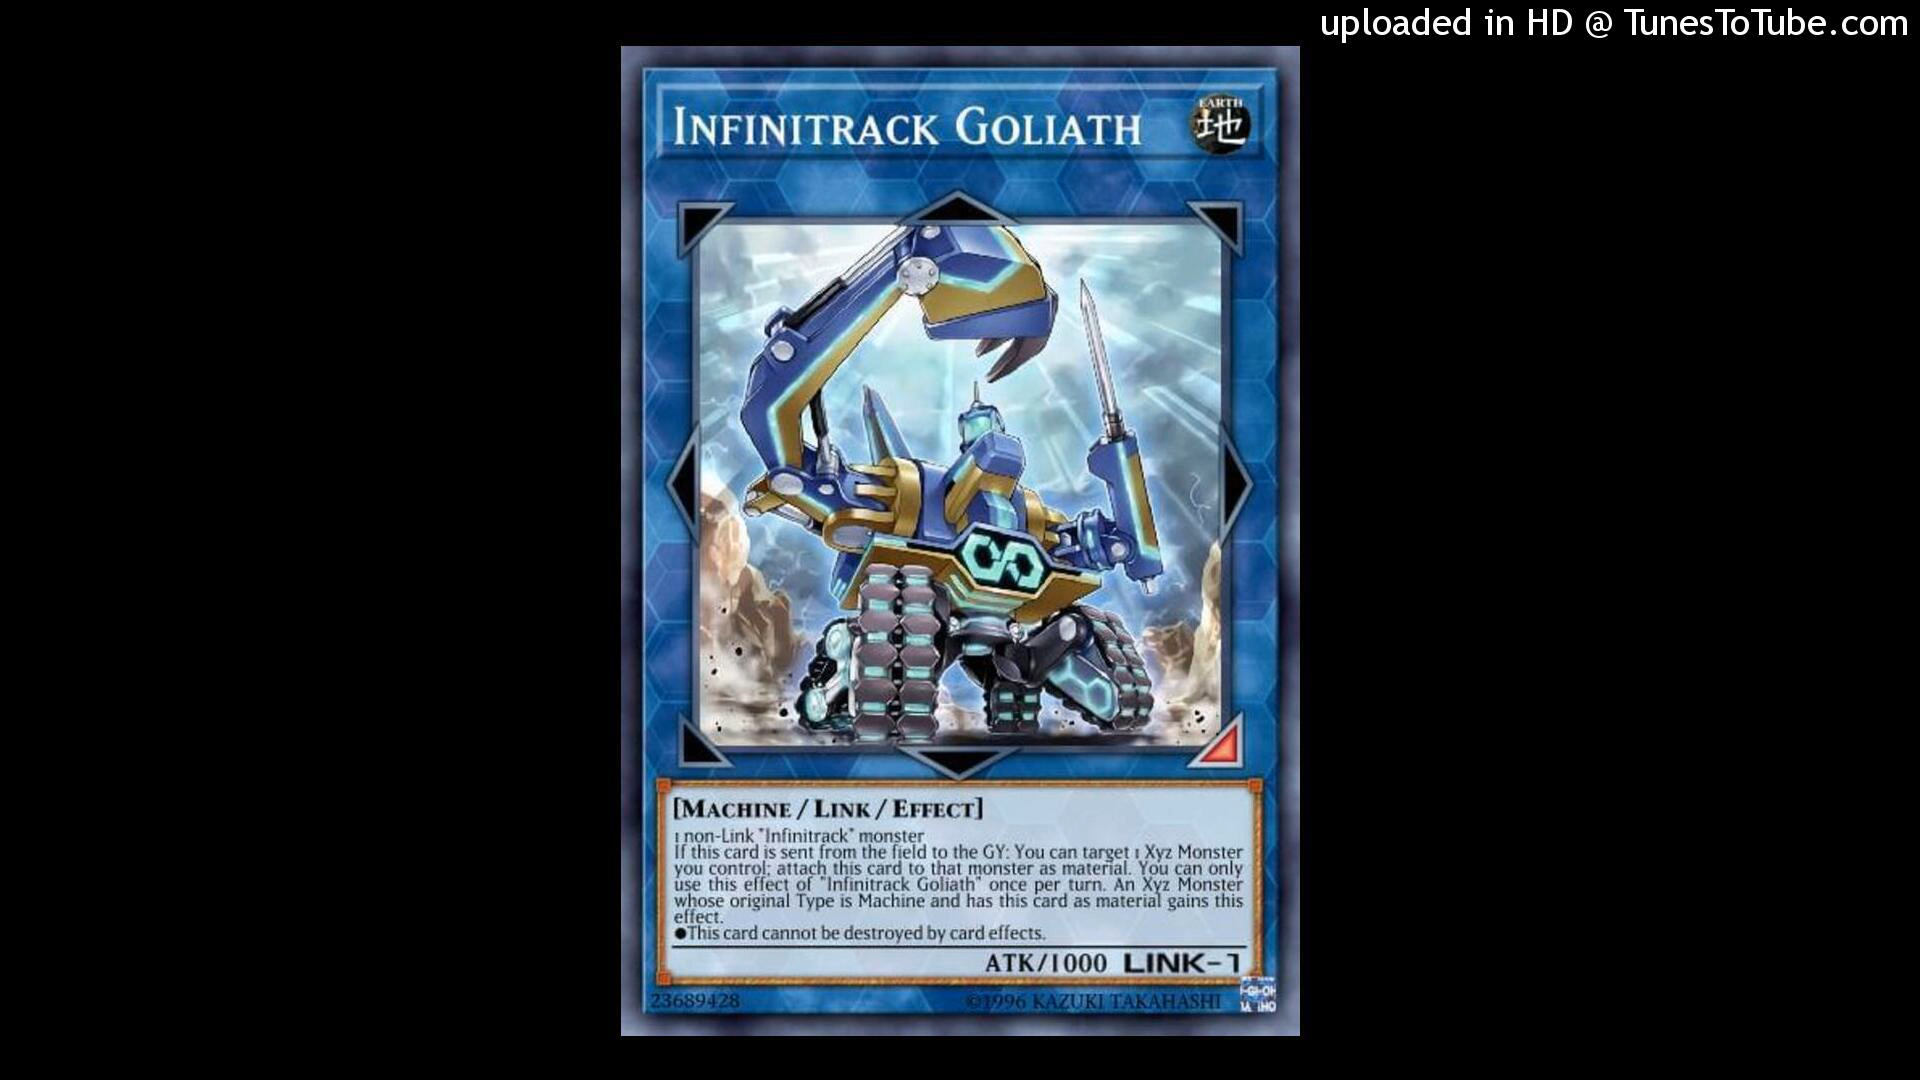 uploaded in HD @ TunesToTube.com
INFINITRACK GOLIATH
EARTH
地
[MACHINE / LINK / EFFECT]
1 non-Link "Infinitrack" monster
If this card is sent from the field to the GY: You can target 1 Xyz Monster
you control; attach this card to that monster as material. You can only
use this effect of "Infinitrack Goliath" once per turn. An Xyz Monster
whose original Type is Machine and has this card as material gains this
effect.
●This card cannot be destroyed by card effects.
ATK/1000 LINK-1
23689428 ©1996 KAZUKI TAKAHASHI